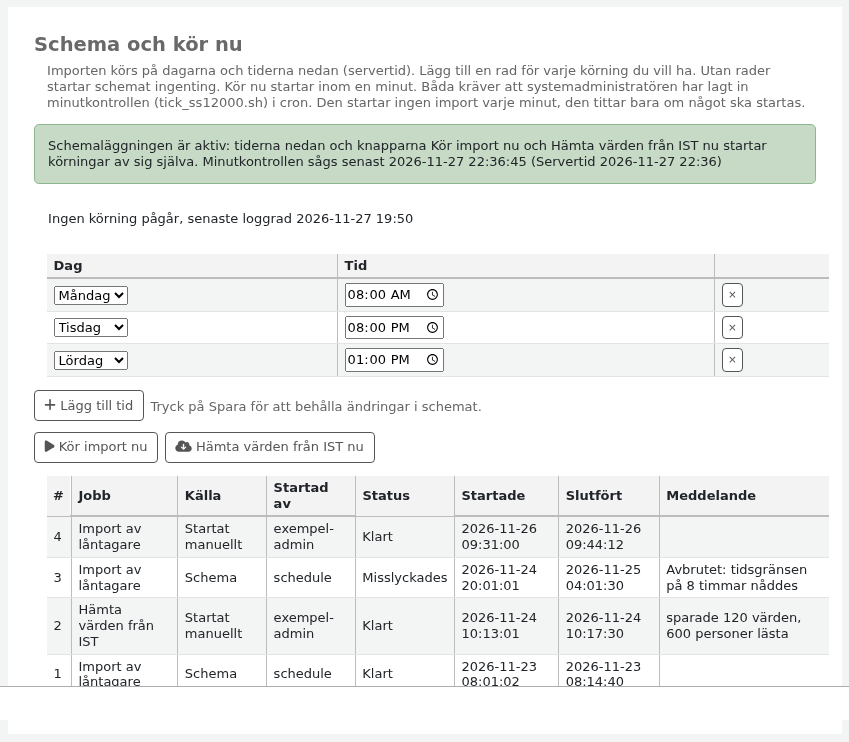 Schema och kör nu
Importen körs på dagarna och tiderna nedan (servertid). Lägg till en rad för varje körning du vill ha. Utan rader
startar schemat ingenting. Kör nu startar inom en minut. Båda kräver att systemadministratören har lagt in
minutkontrollen (tick_ss12000.sh) i cron. Den startar ingen import varje minut, den tittar bara om något ska startas.
Schemaläggningen är aktiv: tiderna nedan och knapparna Kör import nu och Hämta värden från IST nu startar
körningar av sig själva. Minutkontrollen sågs senast 2026-11-27 22:36:45 (Servertid 2026-11-27 22:36)
Ingen körning pågår, senaste loggrad 2026-11-27 19:50
Dag Tid
Måndag 08:00 AM ×
Tisdag 08:00 PM ×
Lördag 01:00 PM ×
+ Lägg till tid Tryck på Spara för att behålla ändringar i schemat.
Kör import nu Hämta värden från IST nu
# Jobb Källa Startad av Status Startade Slutfört Meddelande
4 Import av låntagare Startat manuellt exempel-admin Klart 2026-11-26 09:31:00 2026-11-26 09:44:12
3 Import av låntagare Schema schedule Misslyckades 2026-11-24 20:01:01 2026-11-25 04:01:30 Avbrutet: tidsgränsen på 8 timmar nåddes
2 Hämta värden från IST Startat manuellt exempel-admin Klart 2026-11-24 10:13:01 2026-11-24 10:17:30 sparade 120 värden, 600 personer lästa
1 Import av låntagare Schema schedule Klart 2026-11-23 08:01:02 2026-11-23 08:14:40